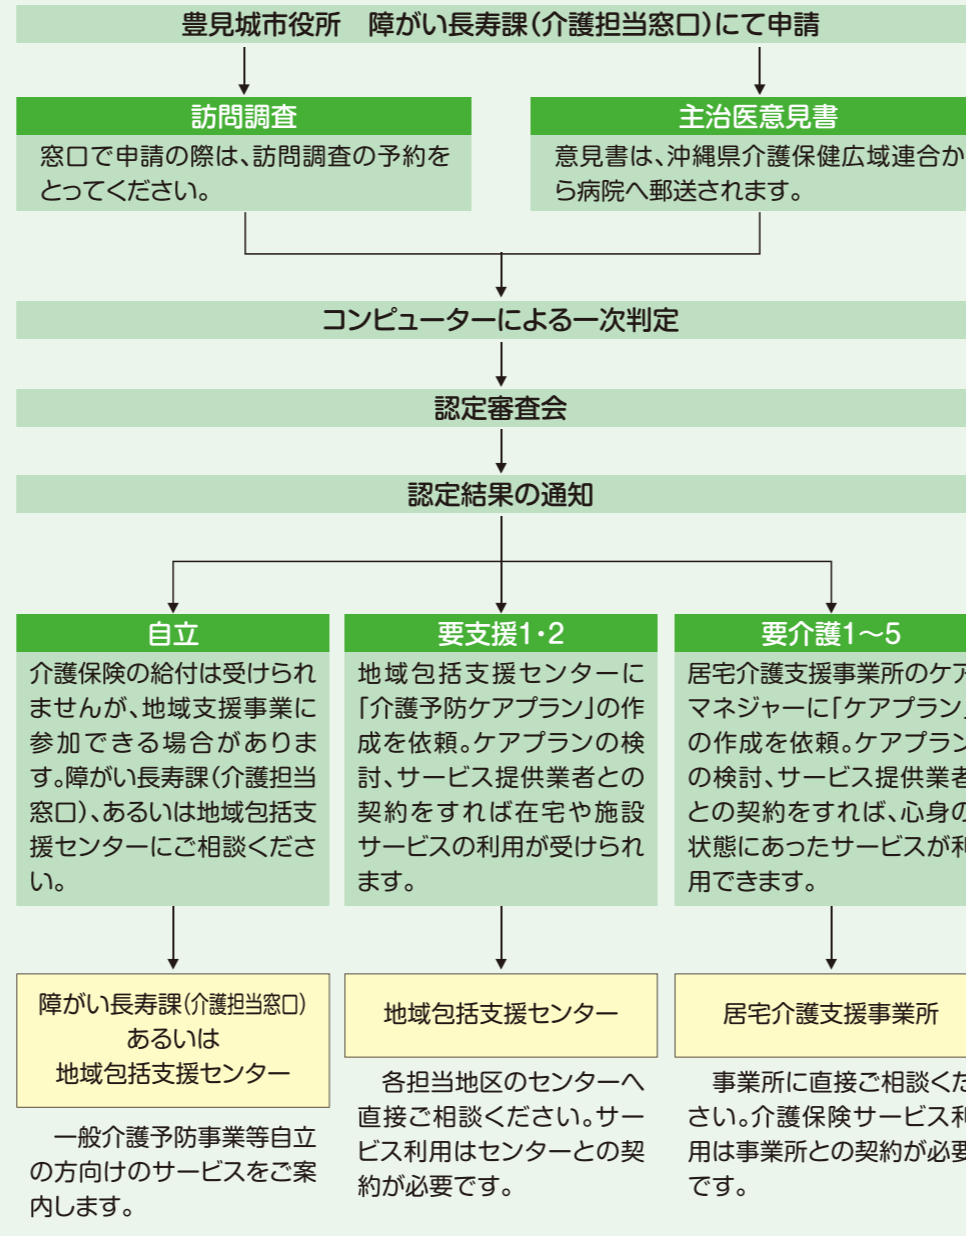 豊見城市役所　障がい長寿課(介護担当窓口)にて申請
訪問調査
窓口で申請の際は、訪問調査の予約を
とってください。
主治医意見書
意見書は、沖縄県介護保健広域連合か
ら病院へ郵送されます。
コンピューターによる一次判定
認定審査会
認定結果の通知
自立
介護保険の給付は受けられ
ませんが、地域支援事業に
参加できる場合がありま
す。障がい長寿課(介護担当
窓口)、あるいは地域包括支
援センターにご相談くださ
い。
要支援1・2
地域包括支援センターに
「介護予防ケアプラン」の作
成を依頼。ケアプランの検
討、サービス提供業者との
契約をすれば在宅や施設
サービスの利用が受けられ
ます。
要介護1～5
居宅介護支援事業所のケア
マネジャーに「ケアプラン」
の作成を依頼。ケアプラン
の検討、サービス提供業者
との契約をすれば、心身の
状態にあったサービスが利
用できます。
障がい長寿課(介護担当窓口)
あるいは
地域包括支援センター
一般介護予防事業等自立
の方向けのサービスをご案
内します。
地域包括支援センター
各担当地区のセンターへ
直接ご相談ください。サー
ビス利用はセンターとの契
約が必要です。
居宅介護支援事業所
事業所に直接ご相談くだ
さい。介護保険サービス利
用は事業所との契約が必要
です。